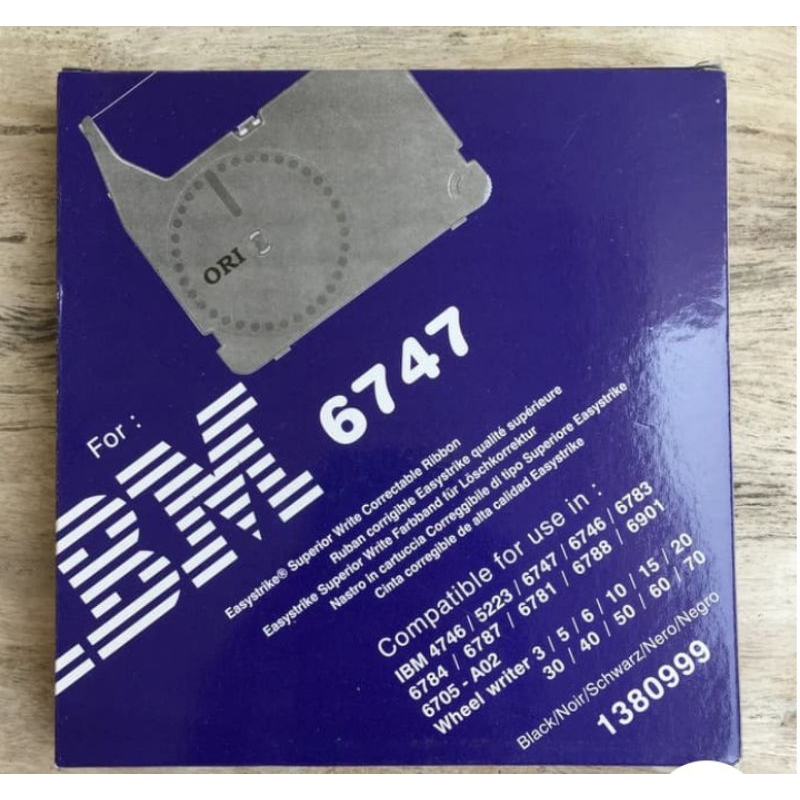 ORI
For :
IBM 6747
Easystrike® Superior Write Correctable Ribbon
Ruban corrigible Easystrike qualité supérieure
Easystrike Superior Write Farbband für Löschkorrektur
Nastro in cartuccia Correggibile di tipo Superiore Easystrike
Cinta corregible de alta calidad Easystrike
Compatible for use in :
IBM 4746 / 5223 / 6747 / 6746 / 6783
6784 / 6787 / 6781 / 6788 / 6901
6705 - A02
Wheel writer 3 / 5 / 6 / 10 / 15 / 20
30 / 40 / 50 / 60 / 70
Black/Noir/Schwarz/Nero/Negro
1380999